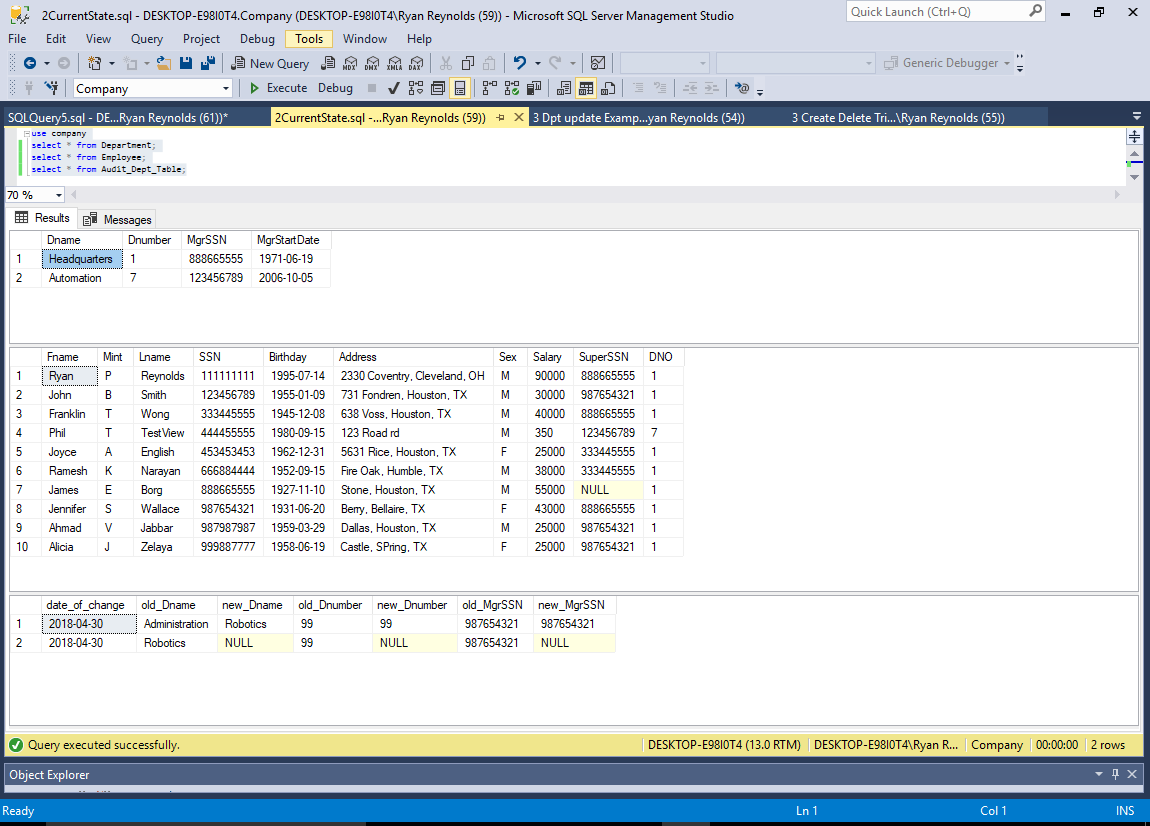 2CurrentState.sql - DESKTOP-E98I0T4.Company (DESKTOP-E98I0T4\Ryan Reynolds (59)) - Microsoft SQL Server Management Studio
Quick Launch (Ctrl+Q)
File Edit View Query Project Debug Tools Window Help
New Query MDX DMX XMLA DAX Generic Debugger
Company Execute Debug
SQLQuery5.sql - DE...Ryan Reynolds (61))* 2CurrentState.sql -...Ryan Reynolds (59)) 3 Dpt update Examp...yan Reynolds (54)) 3 Create Delete Tri...\Ryan Reynolds (55))
use company
select * from Department;
select * from Employee;
select * from Audit_Dept_Table;
70 %
Results Messages
Dname Dnumber MgrSSN MgrStartDate
1 Headquarters 1 888665555 1971-06-19
2 Automation 7 123456789 2006-10-05
Fname Mint Lname SSN Birthday Address Sex Salary SuperSSN DNO
1 Ryan P Reynolds 111111111 1995-07-14 2330 Coventry, Cleveland, OH M 90000 888665555 1
2 John B Smith 123456789 1955-01-09 731 Fondren, Houston, TX M 30000 987654321 1
3 Franklin T Wong 333445555 1945-12-08 638 Voss, Houston, TX M 40000 888665555 1
4 Phil T TestView 444455555 1980-09-15 123 Road rd M 350 123456789 7
5 Joyce A English 453453453 1962-12-31 5631 Rice, Houston, TX F 25000 333445555 1
6 Ramesh K Narayan 666884444 1952-09-15 Fire Oak, Humble, TX M 38000 333445555 1
7 James E Borg 888665555 1927-11-10 Stone, Houston, TX M 55000 NULL 1
8 Jennifer S Wallace 987654321 1931-06-20 Berry, Bellaire, TX F 43000 888665555 1
9 Ahmad V Jabbar 987987987 1959-03-29 Dallas, Houston, TX M 25000 987654321 1
10 Alicia J Zelaya 999887777 1958-06-19 Castle, SPring, TX F 25000 987654321 1
date_of_change old_Dname new_Dname old_Dnumber new_Dnumber old_MgrSSN new_MgrSSN
1 2018-04-30 Administration Robotics 99 99 987654321 987654321
2 2018-04-30 Robotics NULL 99 NULL 987654321 NULL
Query executed successfully. DESKTOP-E98I0T4 (13.0 RTM) DESKTOP-E98I0T4\Ryan R... Company 00:00:00 2 rows
Object Explorer
Ready Ln 1 Col 1 INS